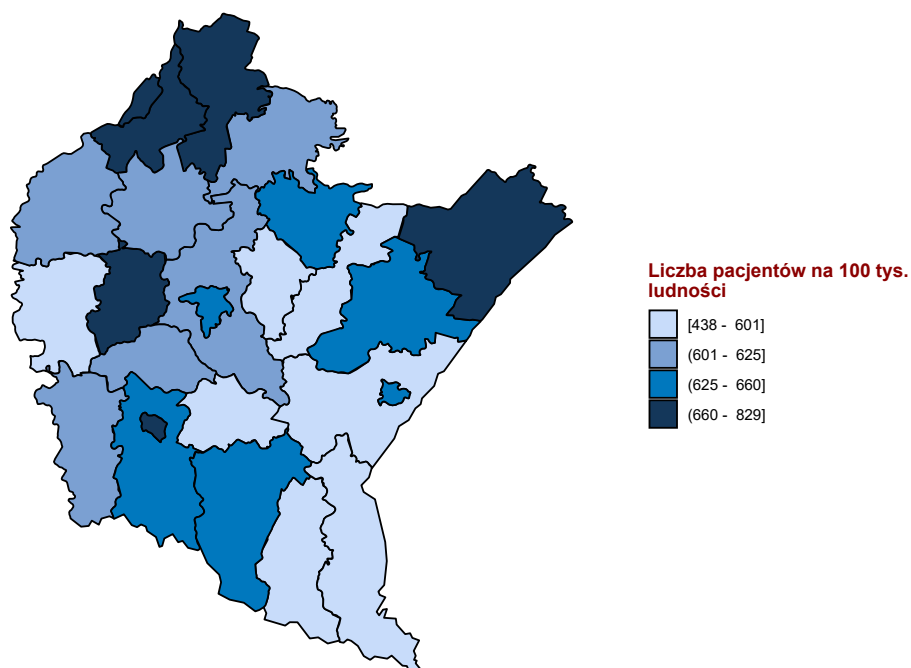 Liczba pacjentów na 100 tys.
ludności
[438 - 601]
(601 - 625]
(625 - 660]
(660 - 829]